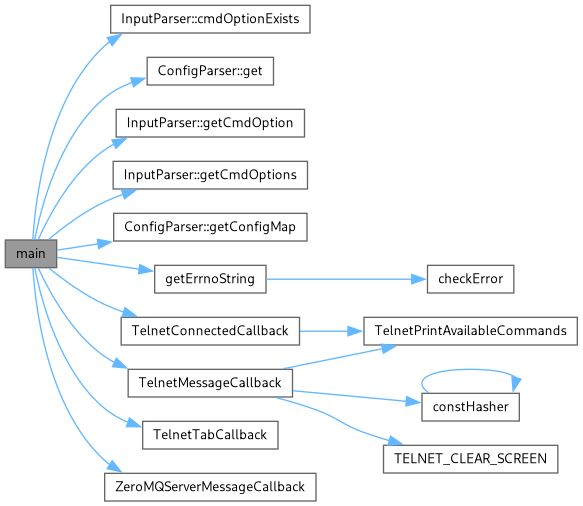 main
InputParser::cmdOptionExists
ConfigParser::get
InputParser::getCmdOption
InputParser::getCmdOptions
ConfigParser::getConfigMap
getErrnoString
checkError
TelnetConnectedCallback
TelnetPrintAvailableCommands
TelnetMessageCallback
constHasher
TELNET_CLEAR_SCREEN
TelnetTabCallback
ZeroMQServerMessageCallback